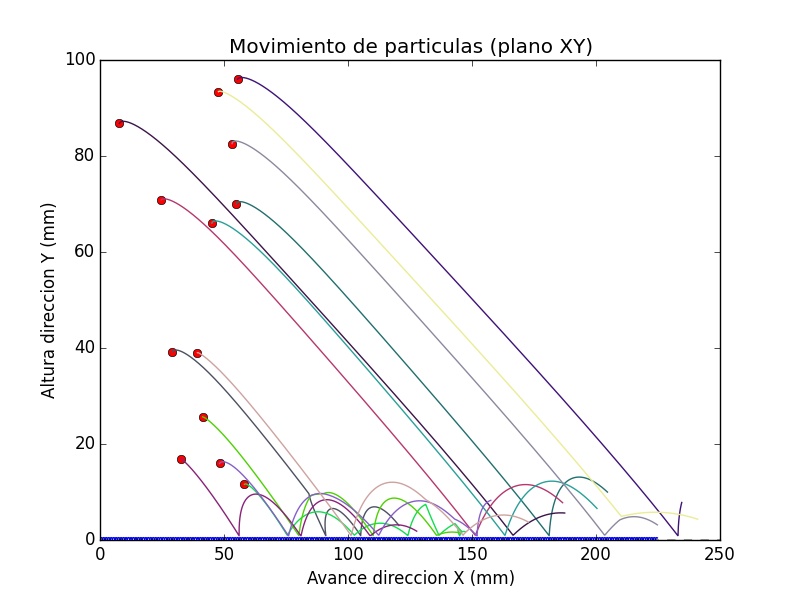 Movimiento de particulas (plano XY)
100
80
60
40
20
0
Altura direccion Y (mm)
0 50 100 150 200 250
Avance direccion X (mm)